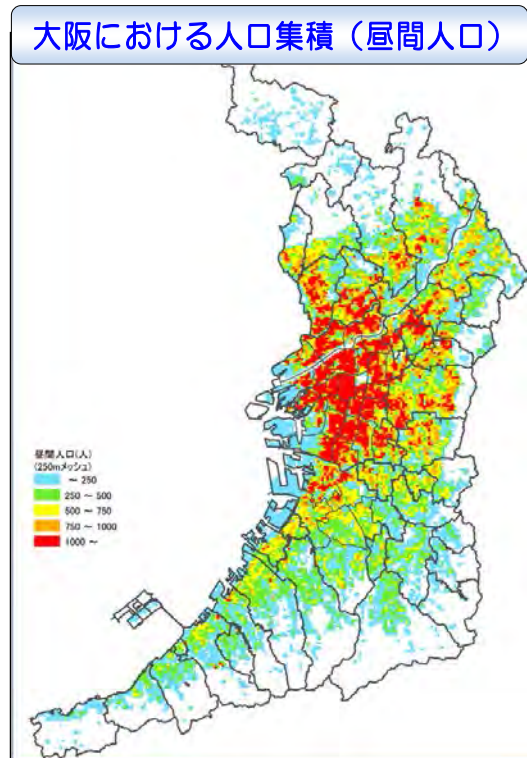 大阪における人口集積（昼間人口）
昼間人口(人)
(250mメッシュ)
～ 250
250 ～ 500
500 ～ 750
750 ～ 1000
1000 ～